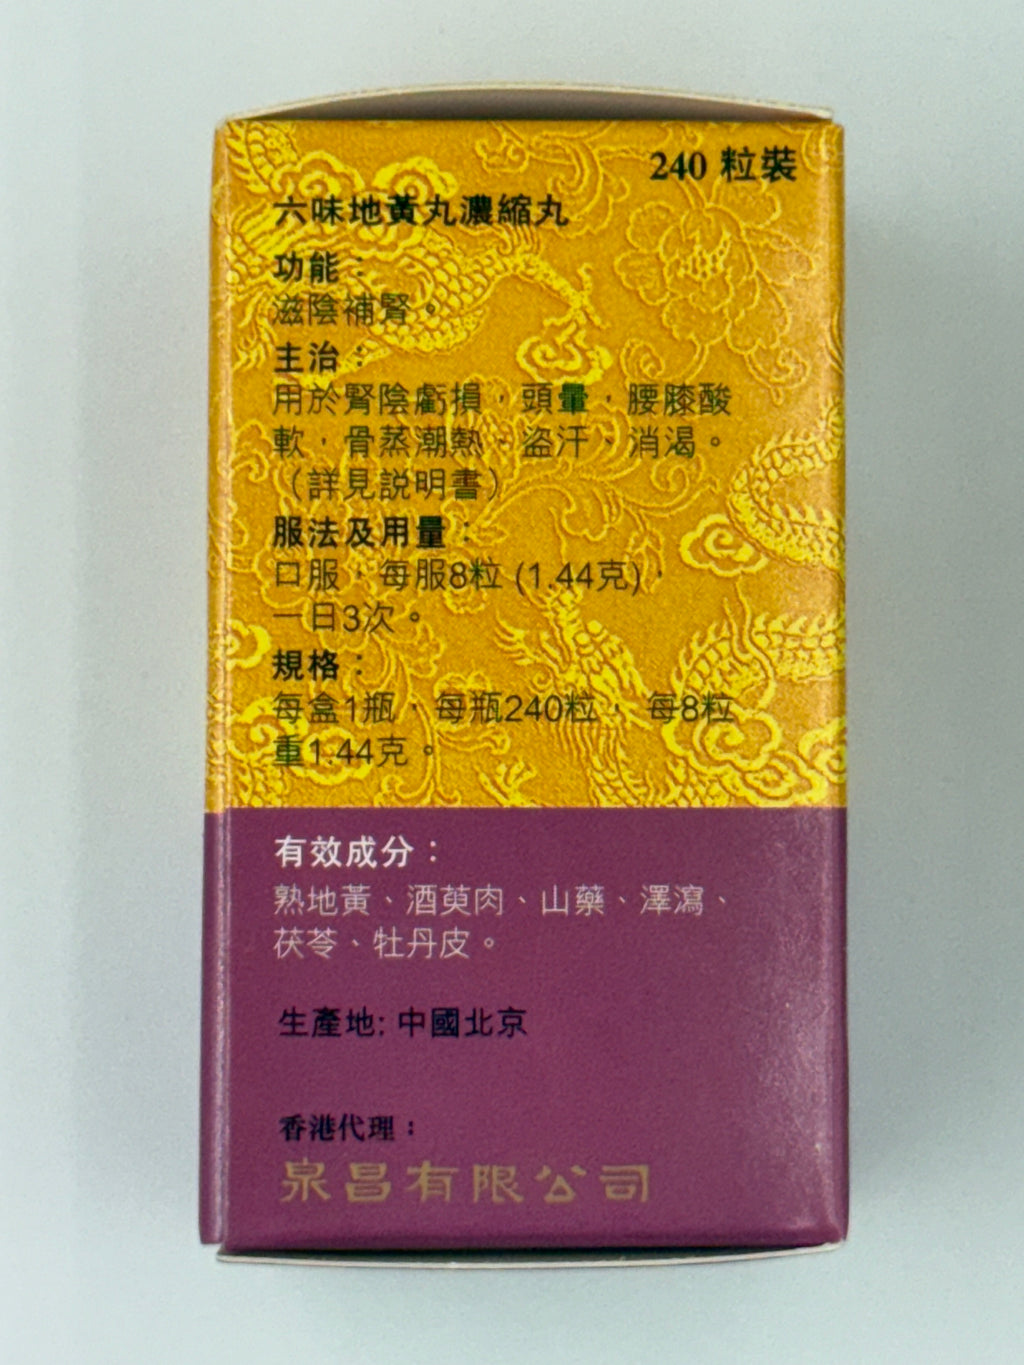 240 粒裝
六味地黃丸濃縮丸
功能：
滋陰補腎。
主治：
用於腎陰虧損，頭暈，腰膝酸
軟，骨蒸潮熱、盜汗、消渴。
（詳見説明書）
服法及用量：
口服，每服8粒 (1.44克)，
一日3次。
規格：
每盒1瓶，每瓶240粒， 每8粒
重1.44克。
有效成分：
熟地黃、酒萸肉、山藥、澤瀉、
茯苓、牡丹皮。
生產地: 中國北京
香港代理：
泉昌有限公司